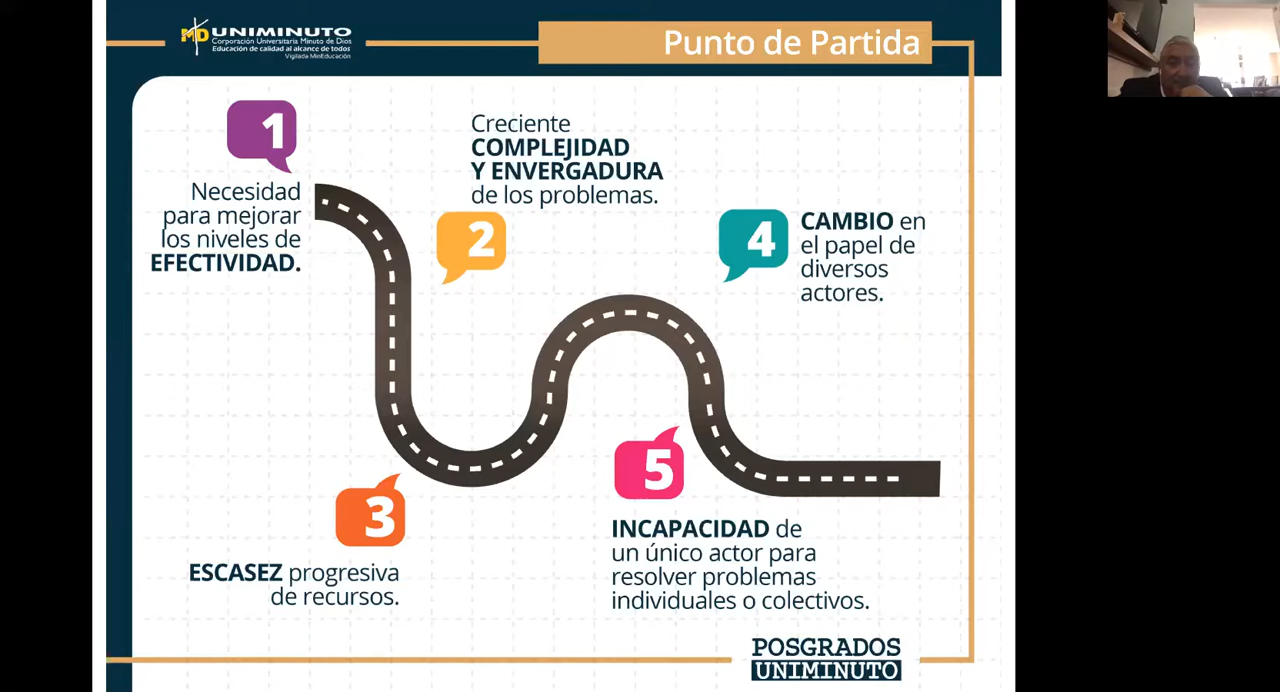 MD UNIMINUTO
Corporación Universitaria Minuto de Dios
Educación de calidad al alcance de todos
Vigilada MinEducación
Punto de Partida
1
Necesidad
para mejorar
los niveles de
EFECTIVIDAD.
Creciente
COMPLEJIDAD
Y ENVERGADURA
de los problemas.
2
4
CAMBIO en
el papel de
diversos
actores.
3
ESCASEZ progresiva
de recursos.
5
INCAPACIDAD de
un único actor para
resolver problemas
individuales o colectivos.
POSGRADOS
UNIMINUTO